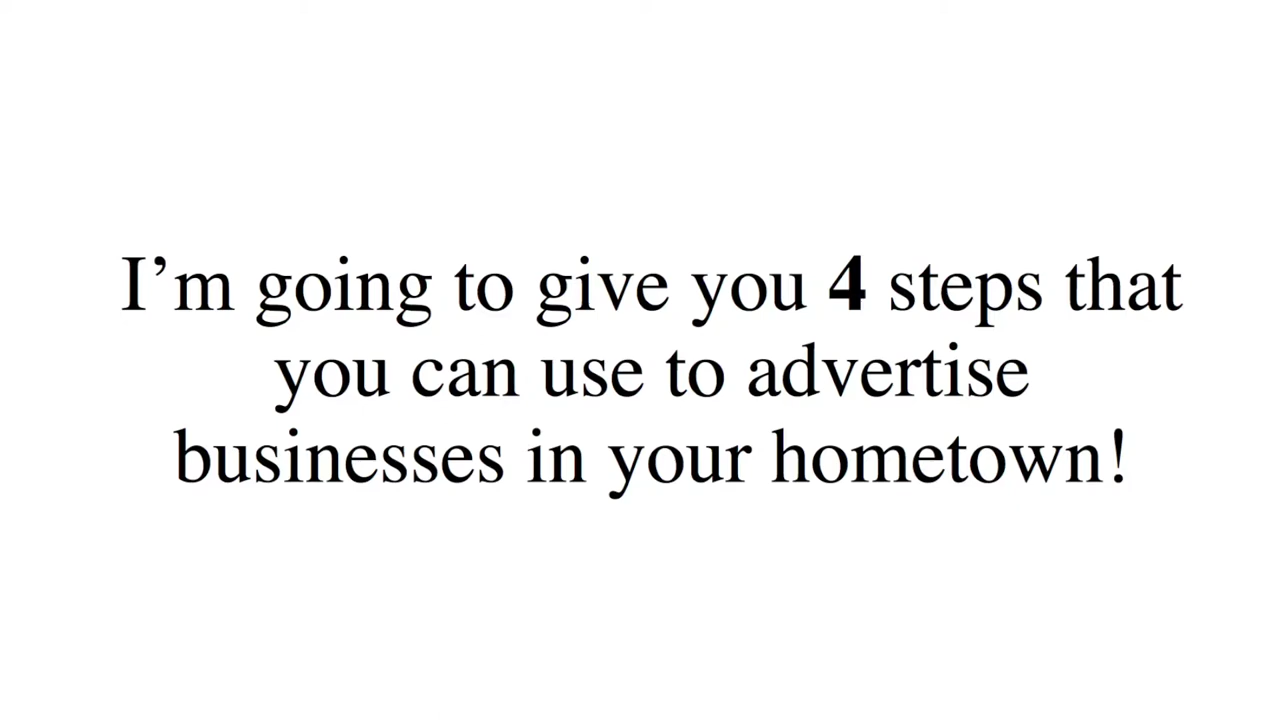 I’m going to give you 4 steps that
you can use to advertise
businesses in your hometown!